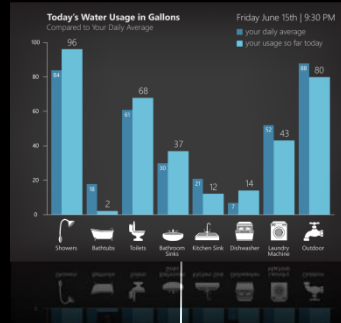 Today's Water Usage in Gallons
Compared to Your Daily Average
Friday June 15th | 9:30 PM
your daily average
your usage so far today
100
80
60
40
20
0
84
96
18
2
61
68
30
37
21
12
7
14
52
43
88
80
Showers
Bathtubs
Toilets
Bathroom
Sinks
Kitchen Sink
Dishwasher
Laundry
Machine
Outdoor